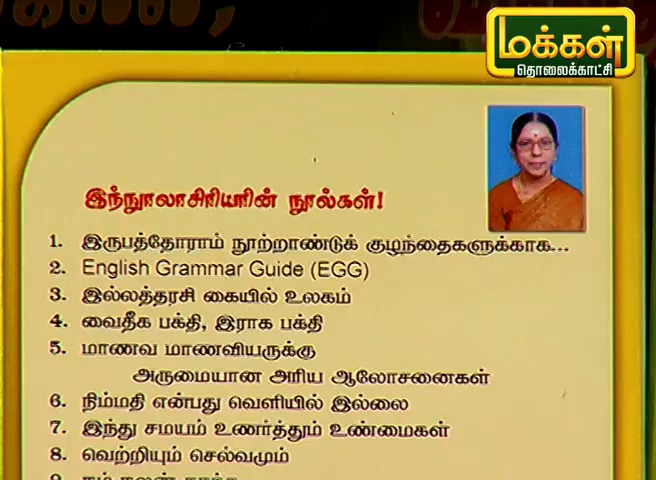 மக்கள்
தொலைக்காட்சி
இந்நூலாசிரியரின் நூல்கள்!
1. இருபத்தோராம் நூற்றாண்டுக் குழந்தைகளுக்காக...
2. English Grammar Guide (EGG)
3. இல்லத்தரசி கையில் உலகம்
4. வைதீக பக்தி, இராக பக்தி
5. மாணவ மாணவியருக்கு
அருமையான அரிய ஆலோசனைகள்
6. நிம்மதி என்பது வெளியில் இல்லை
7. இந்து சமயம் உணர்த்தும் உண்மைகள்
8. வெற்றியும் செல்வமும்